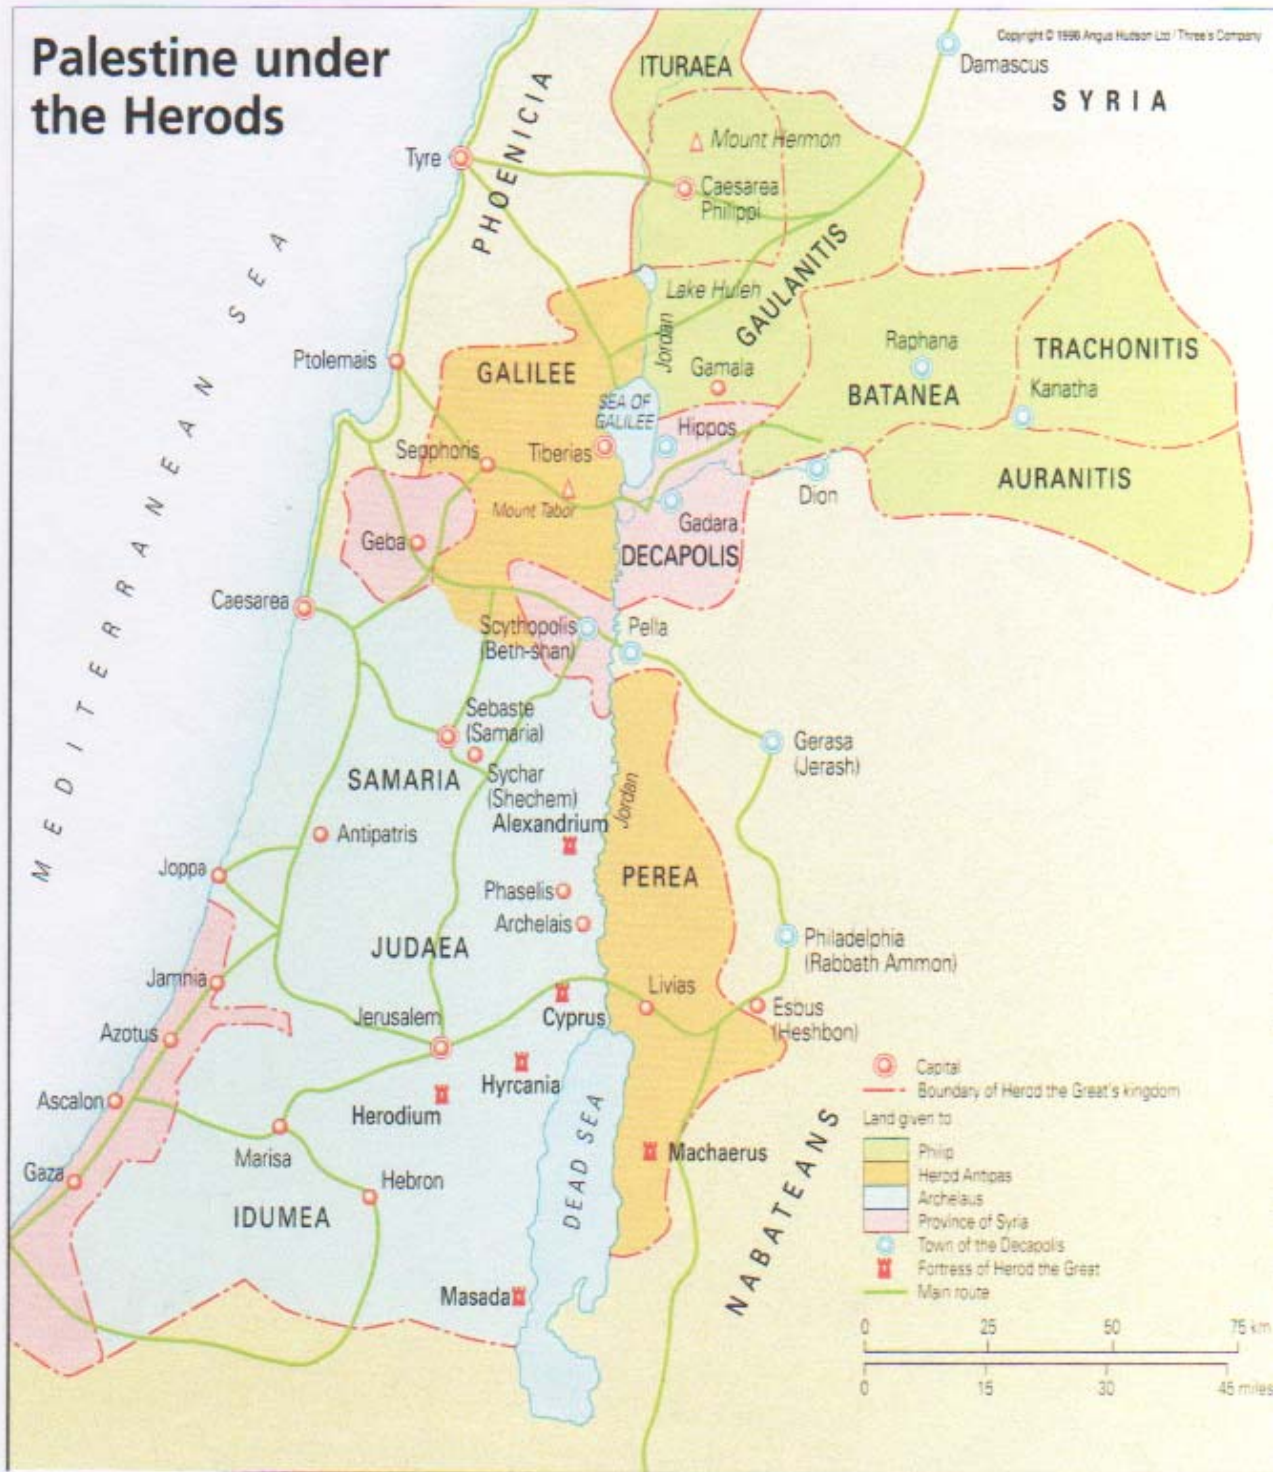 Palestine under
the Herods
Copyright © 1996 Angus Hudson Ltd / Three's Company
ITURAEA
Damascus
SYRIA
PHOENICIA
Mount Hermon
Tyre
Caesarea
Philippi
MEDITERRANEAN SEA
Lake Huleh
GAULANITIS
Jordan
Ptolemais
GALILEE
Gamala
Raphana
TRACHONITIS
BATANEA
Kanatha
SEA OF
GALILEE
Hippos
Sepphoris
Tiberias
AURANITIS
Dion
Mount Tabor
Gadara
Geba
DECAPOLIS
Caesarea
Scythopolis
(Beth-shan)
Pella
Sebaste
(Samaria)
Gerasa
(Jerash)
SAMARIA
Sychar
(Shechem)
Jordan
Alexandrium
Antipatris
Joppa
PEREA
Phaselis
Archelais
JUDAEA
Philadelphia
(Rabbath Ammon)
Jamnia
Livias
Jerusalem
Cyprus
Esbus
(Heshbon)
Azotus
Hyrcania
Ascalon
Herodium
DEAD SEA
Machaerus
NABATEANS
Marisa
Gaza
Hebron
IDUMEA
Masada
Capital
Boundary of Herod the Great's kingdom
Land given to
Philip
Herod Antipas
Archelaus
Province of Syria
Town of the Decapolis
Fortress of Herod the Great
Main route
0 25 50 75 km
0 15 30 45 miles